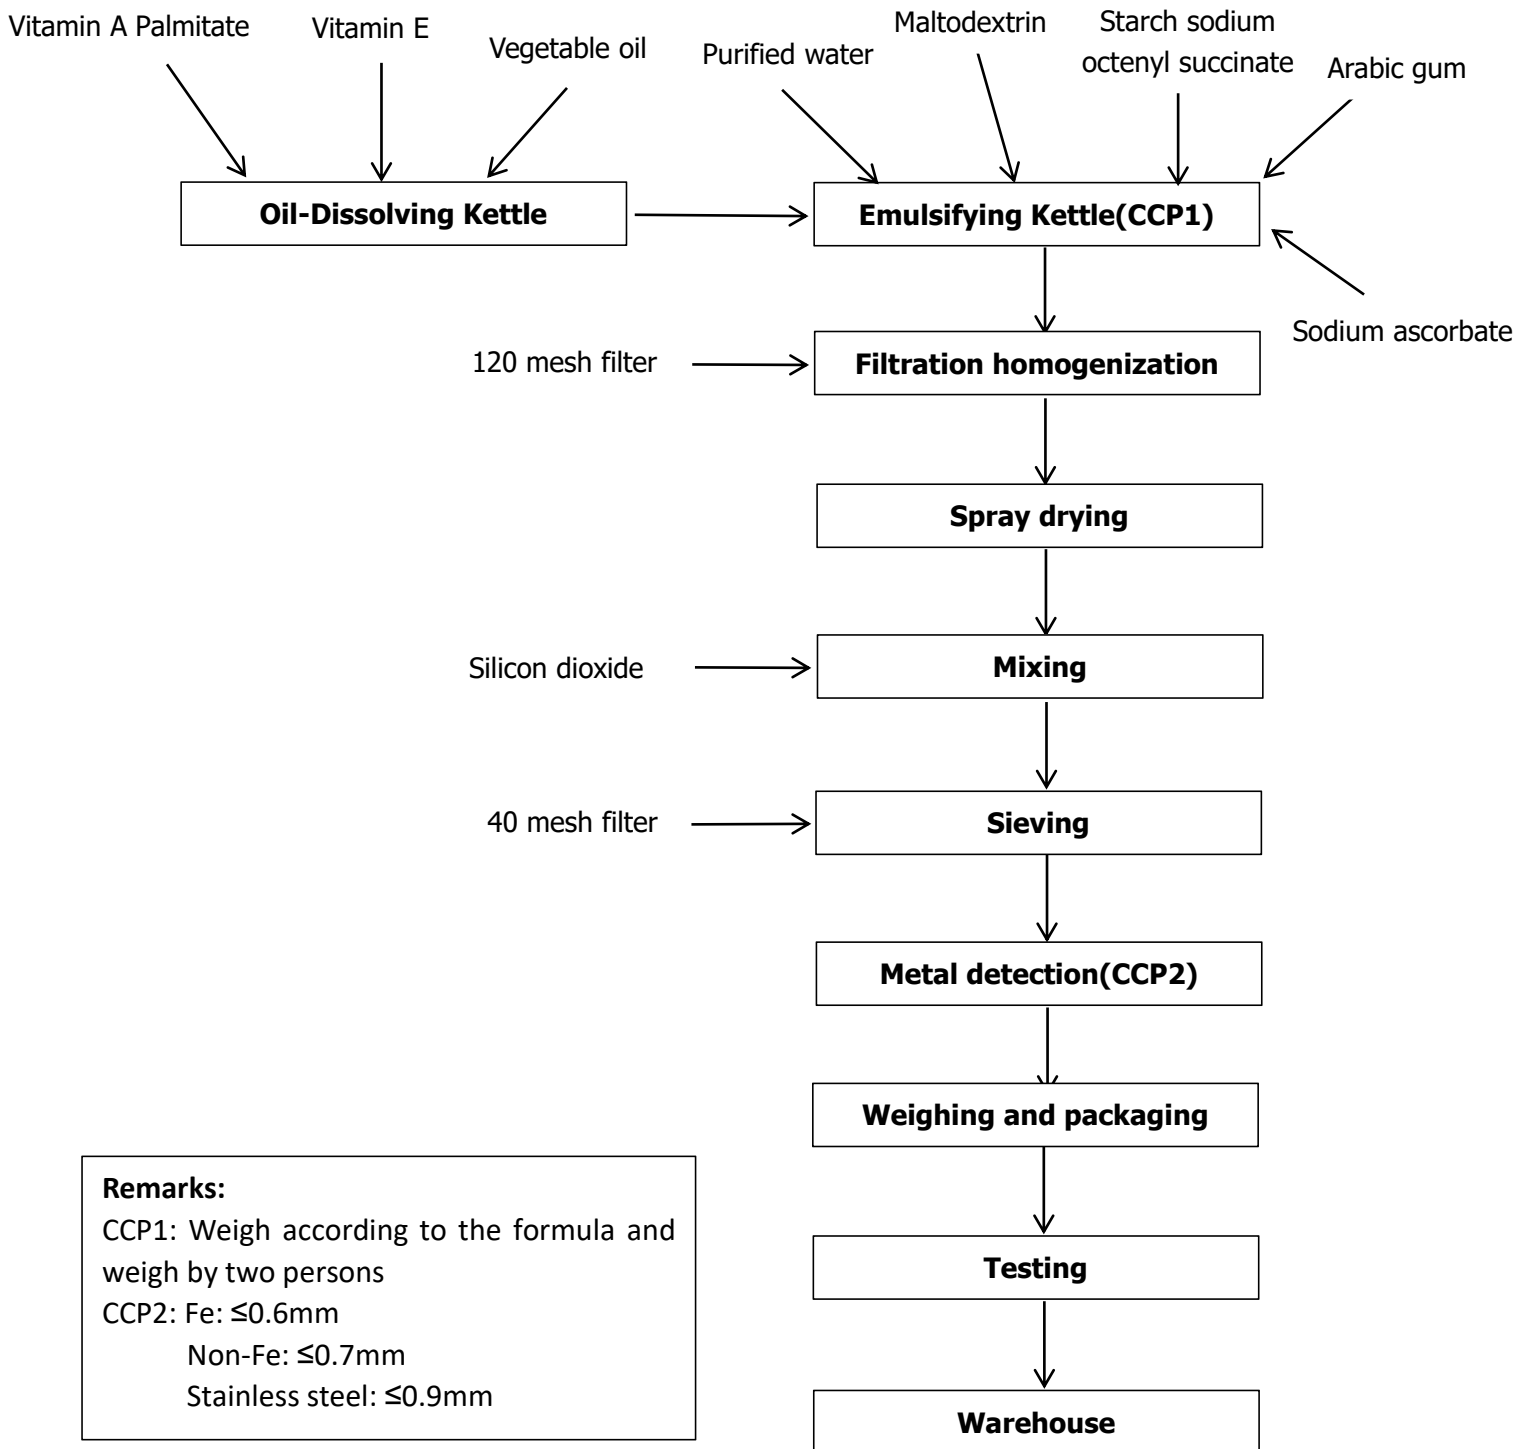 Vitamin A Palmitate
Vitamin E
Vegetable oil
Purified water
Maltodextrin
Starch sodium
octenyl succinate
Arabic gum
Oil-Dissolving Kettle
Emulsifying Kettle(CCP1)
Sodium ascorbate
120 mesh filter
Filtration homogenization
Spray drying
Silicon dioxide
Mixing
40 mesh filter
Sieving
Metal detection(CCP2)
Weighing and packaging
Testing
Warehouse
Remarks:
CCP1: Weigh according to the formula and
weigh by two persons
CCP2: Fe: ≤0.6mm
Non-Fe: ≤0.7mm
Stainless steel: ≤0.9mm